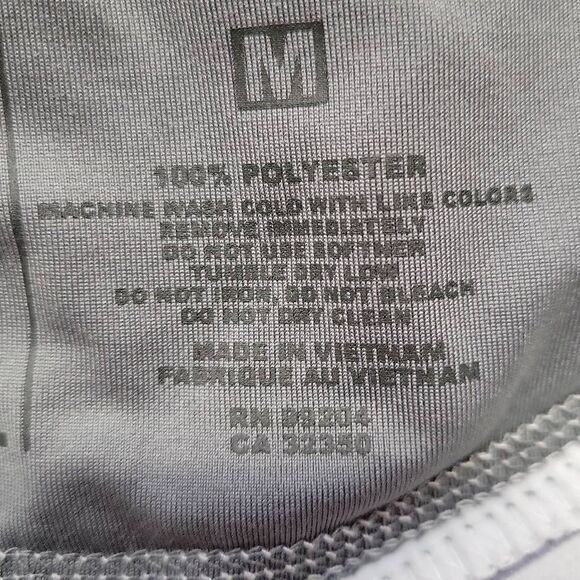 M
100% POLYESTER
MACHINE WASH COLD WITH LIKE COLORS
REMOVE IMMEDIATELY
DO NOT USE SOFTNER
TUMBLE DRY LOW
DO NOT IRON, DO NOT BLEACH
DO NOT DRY CLEAN
MADE IN VIETNAM
FABRIQUE AU VIETNAM
RN 99204
CA 32350